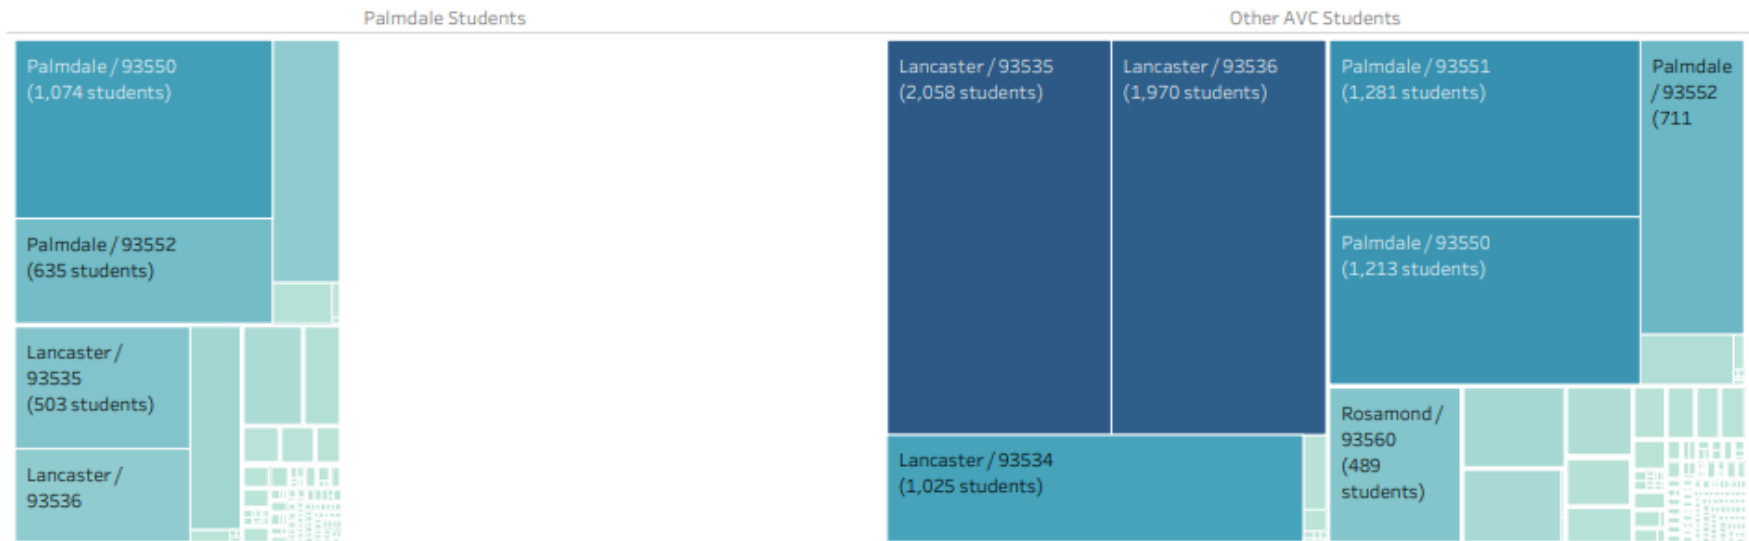 Palmdale Students
Palmdale / 93550
(1,074 students)
Palmdale / 93552
(635 students)
Lancaster /
93535
(503 students)
Lancaster /
93536
Other AVC Students
Lancaster / 93535
(2,058 students)
Lancaster / 93536
(1,970 students)
Lancaster / 93534
(1,025 students)
Palmdale / 93551
(1,281 students)
Palmdale / 93550
(1,213 students)
Palmdale
/ 93552
(711
Rosamond /
93560
(489
students)